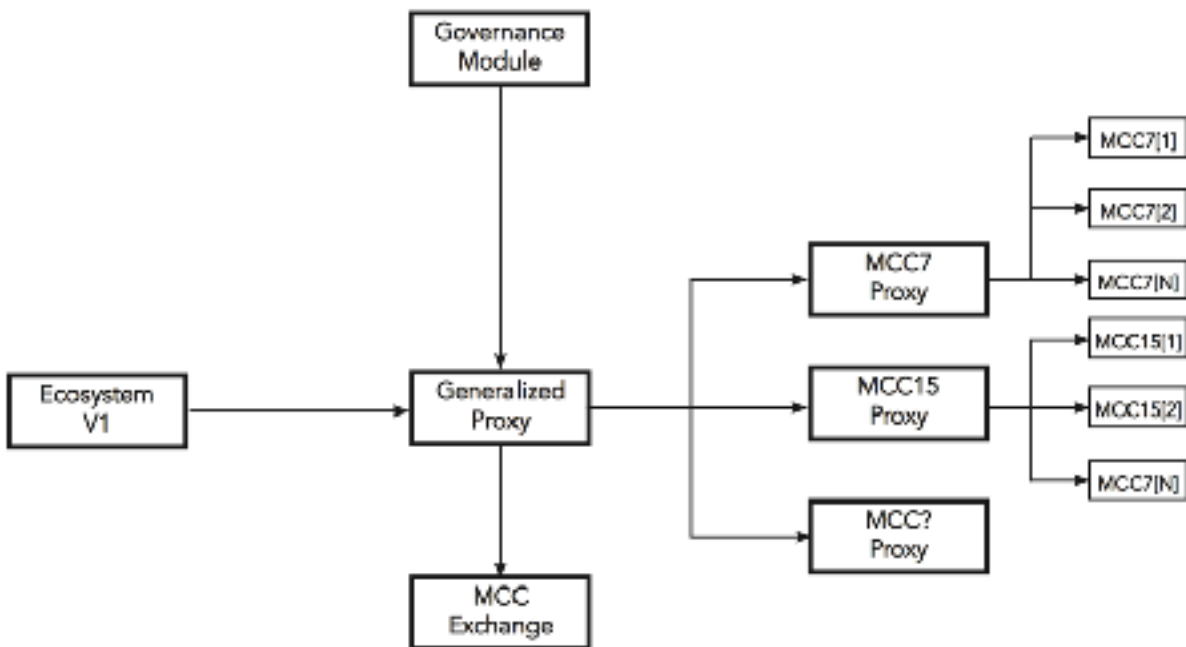 Governance
Module
MCC7[1]
MCC7[2]
MCC7
Proxy
MCC7[N]
MCC15[1]
Ecosystem
V1
Generalized
Proxy
MCC15
Proxy
MCC15[2]
MCC7[N]
MCC?
Proxy
MCC
Exchange